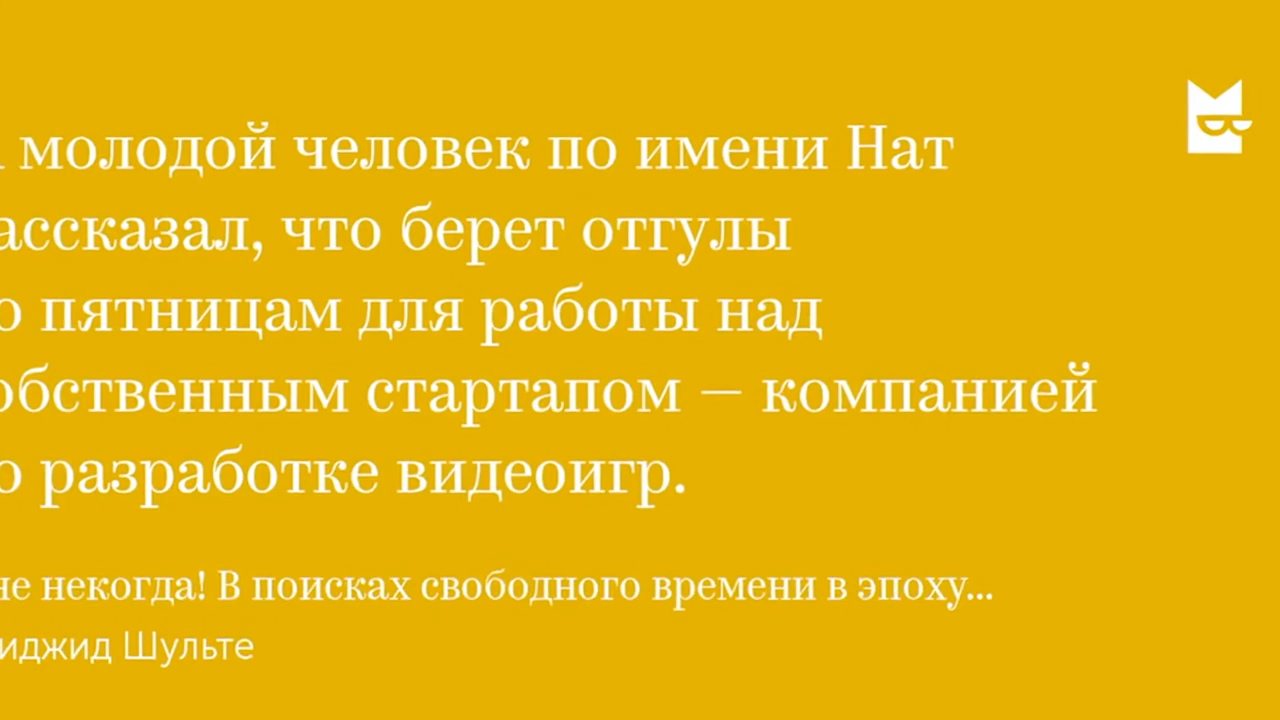 молодой человек по имени Нат
ассказал, что берет отгулы
о пятницам для работы над
обственным стартапом — компанией
о разработке видеоигр.
не некогда! В поисках свободного времени в эпоху...
иджид Шульте